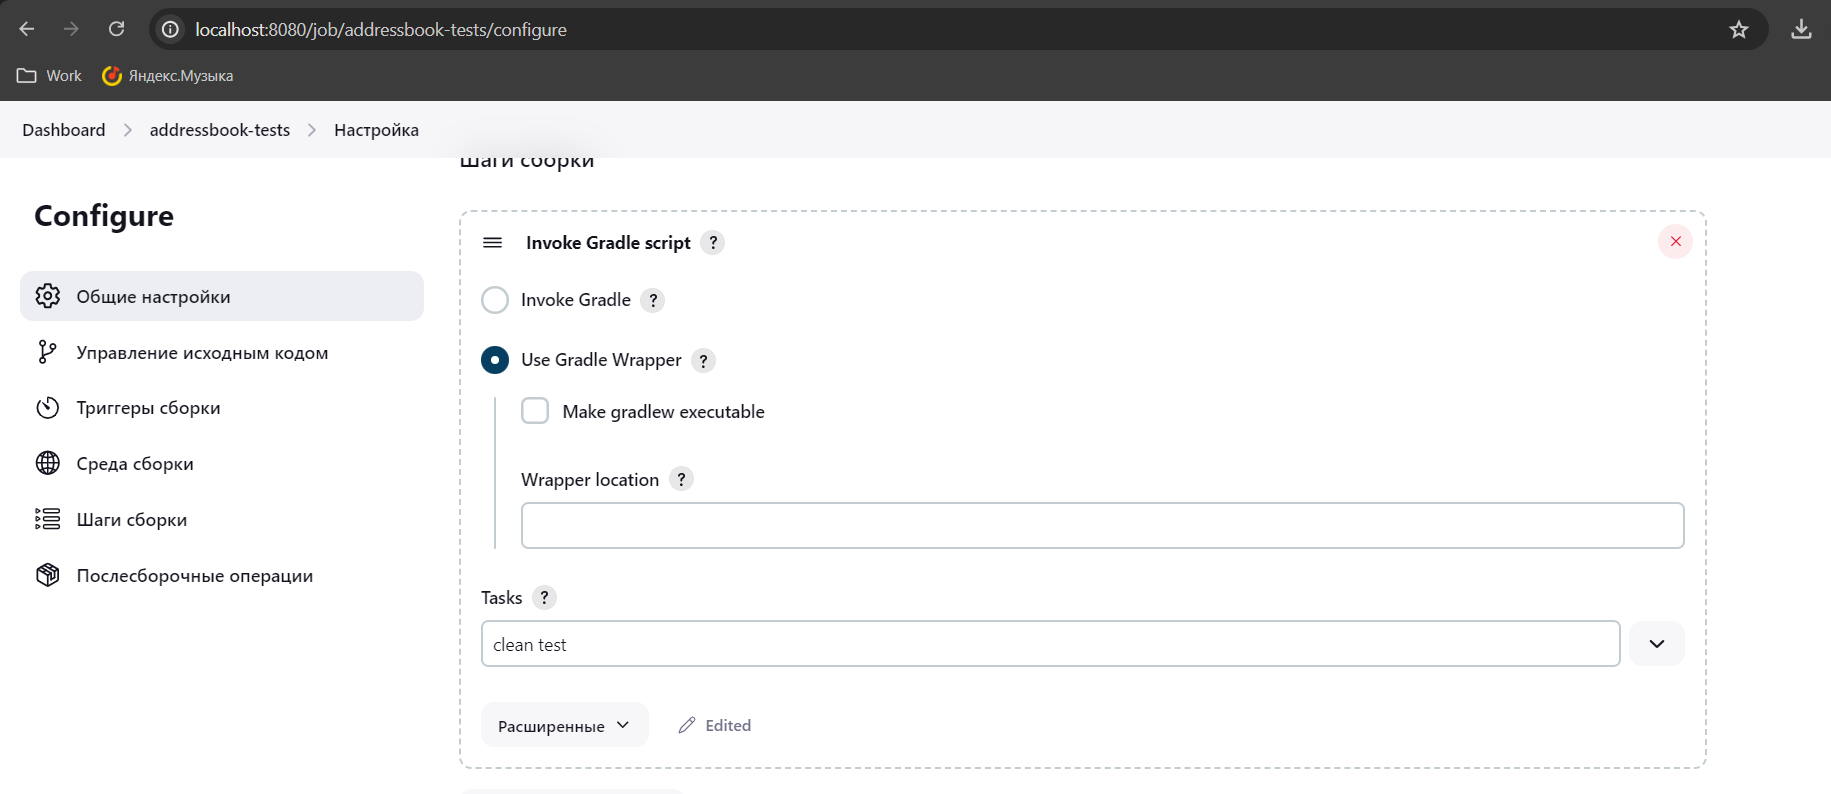 localhost:8080/job/addressbook-tests/configure
Work
Яндекс.Музыка
Dashboard
addressbook-tests
Настройка
Шаги сборки
Configure
Общие настройки
Управление исходным кодом
Триггеры сборки
Среда сборки
Шаги сборки
Послесборочные операции
Invoke Gradle script ?
Invoke Gradle ?
Use Gradle Wrapper ?
Make gradlew executable
Wrapper location ?
Tasks ?
clean test
Расширенные
Edited